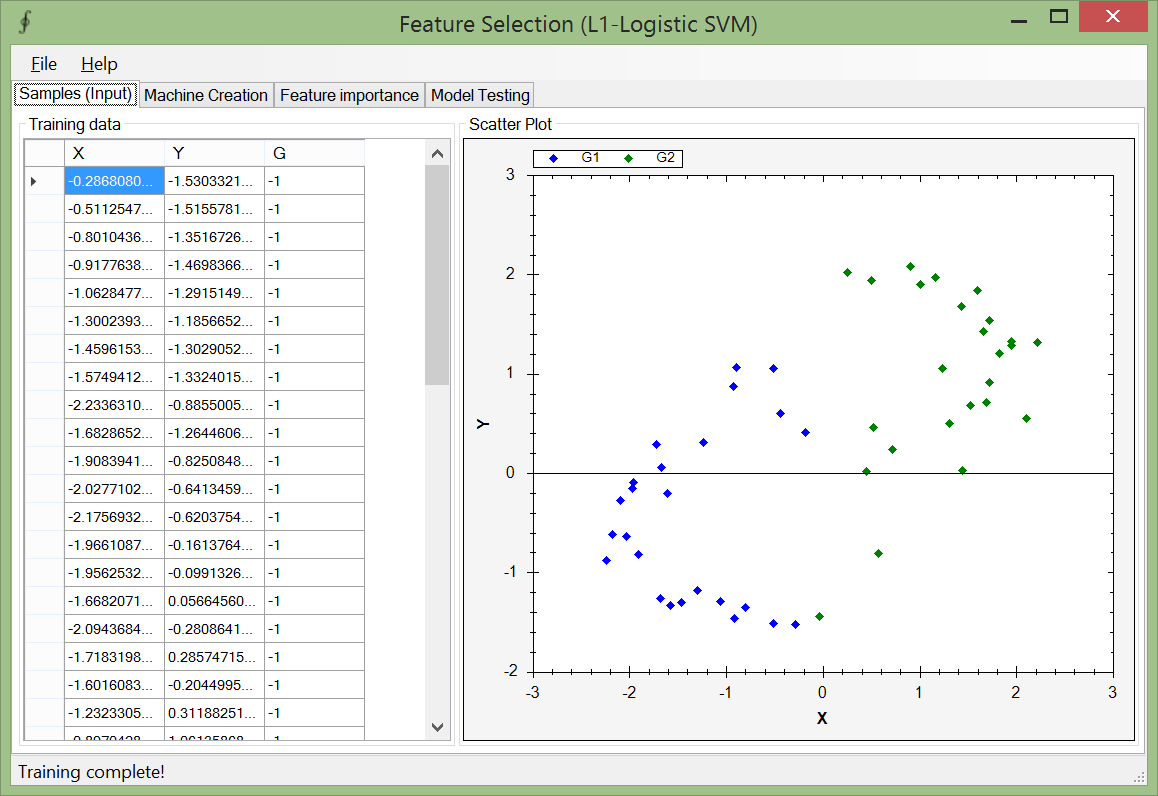 Feature Selection (L1-Logistic SVM)
File Help
Samples (Input) Machine Creation Feature importance Model Testing
Training data
X Y G
-0.2868080... -1.5303321... -1
-0.5112547... -1.5155781... -1
-0.8010436... -1.3516726... -1
-0.9177638... -1.4698366... -1
-1.0628477... -1.2915149... -1
-1.3002393... -1.1856652... -1
-1.4596153... -1.3029052... -1
-1.5749412... -1.3324015... -1
-2.2336310... -0.8855005... -1
-1.6828652... -1.2644606... -1
-1.9083941... -0.8250848... -1
-2.0277102... -0.6413459... -1
-2.1756932... -0.6203754... -1
-1.9661087... -0.1613764... -1
-1.9562532... -0.0991326... -1
-1.6682071... 0.05664560... -1
-2.0943684... -0.2808641... -1
-1.7183198... 0.28574715... -1
-1.6016083... -0.2044995... -1
-1.2323305... 0.31188251... -1
Scatter Plot
G1 G2
3
2
1
0
-1
-2
Y
-3 -2 -1 0 1 2 3
X
Training complete!